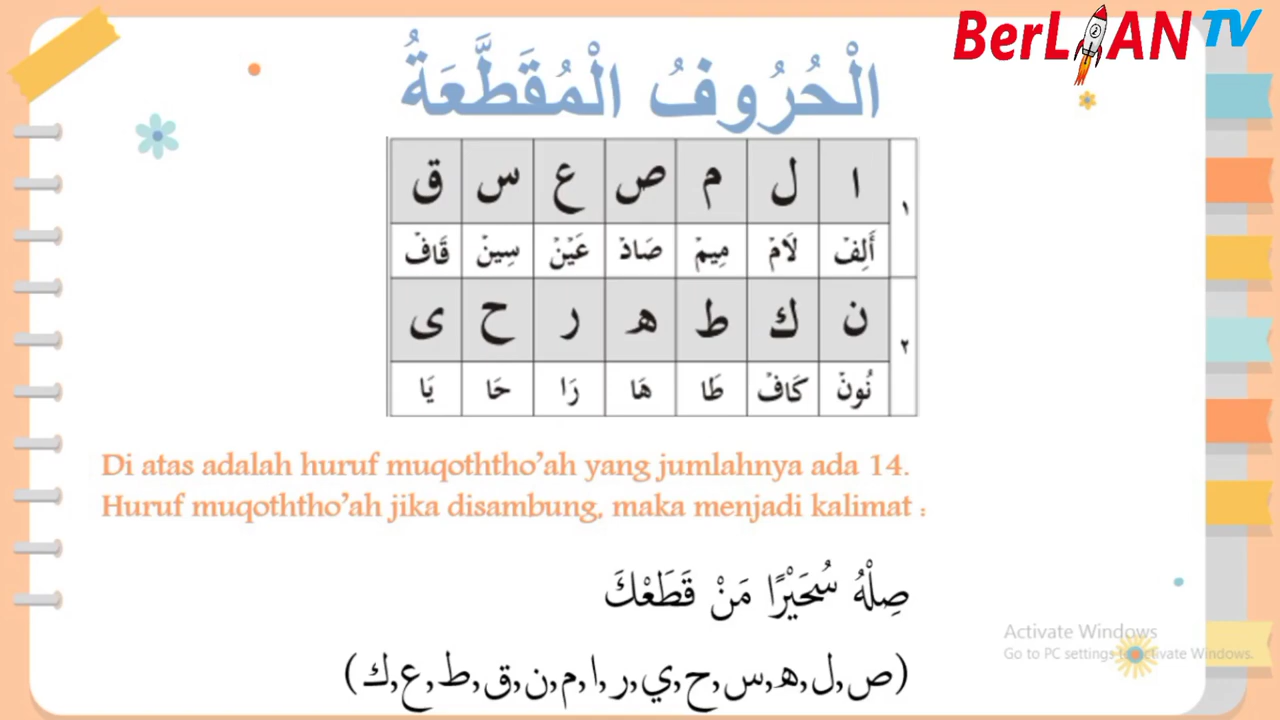 BerLIAN TV
الْحُرُوفُ الْمُقَطَّعَةُ
١
ا ل م ص ع س ق
أَلِفْ لَامْ مِيمْ صَادْ عَيْنْ سِينْ قَافْ
٢
ن ك ط ه ر ح ى
نُونْ كَافْ طَا هَا رَا حَا يَا
Di atas adalah huruf muqoththo’ah yang jumlahnya ada 14.
Huruf muqoththo’ah jika disambung, maka menjadi kalimat :
صِلْهُ سُحَيْرًا مَنْ قَطَعْكَ
(ص,ل,ه,س,ح,ي,ر,ا,م,ن,ق,ط,ع,ك)
Activate Windows
Go to PC settings to activate Windows.